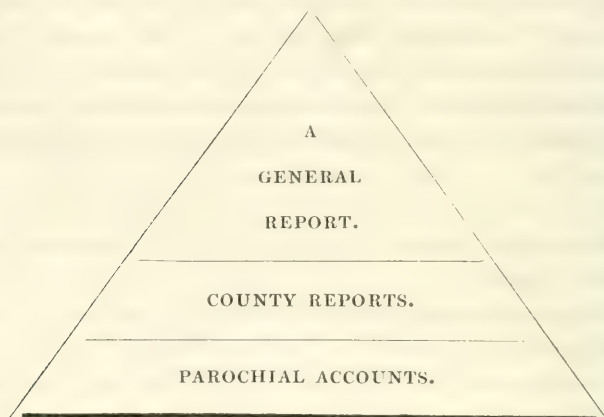 A
GENERAL
REPORT.
COUNTY REPORTS.
PAROCHIAL ACCOUNTS.